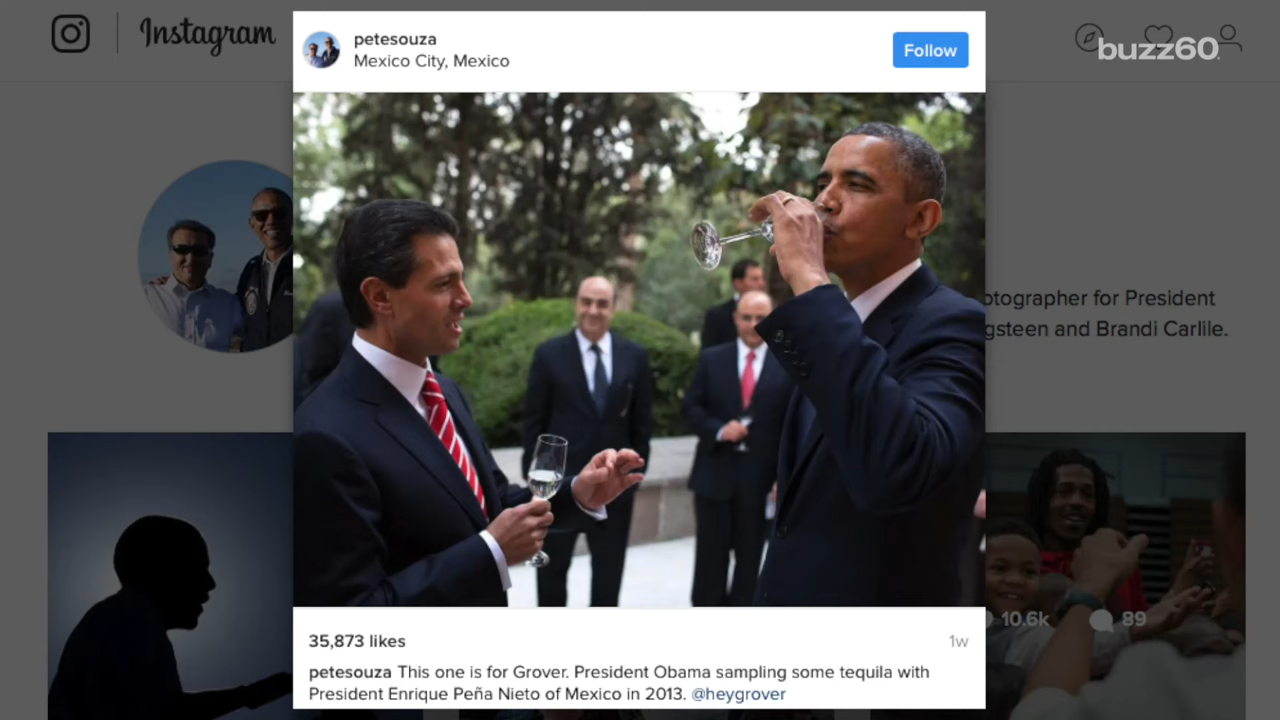 Instagram
buzz60
petesouza
Mexico City, Mexico
Follow
otographer for President
gsteen and Brandi Carlile.
10.6k
89
35,873 likes
1w
petesouza This one is for Grover. President Obama sampling some tequila with
President Enrique Peña Nieto of Mexico in 2013. @heygrover